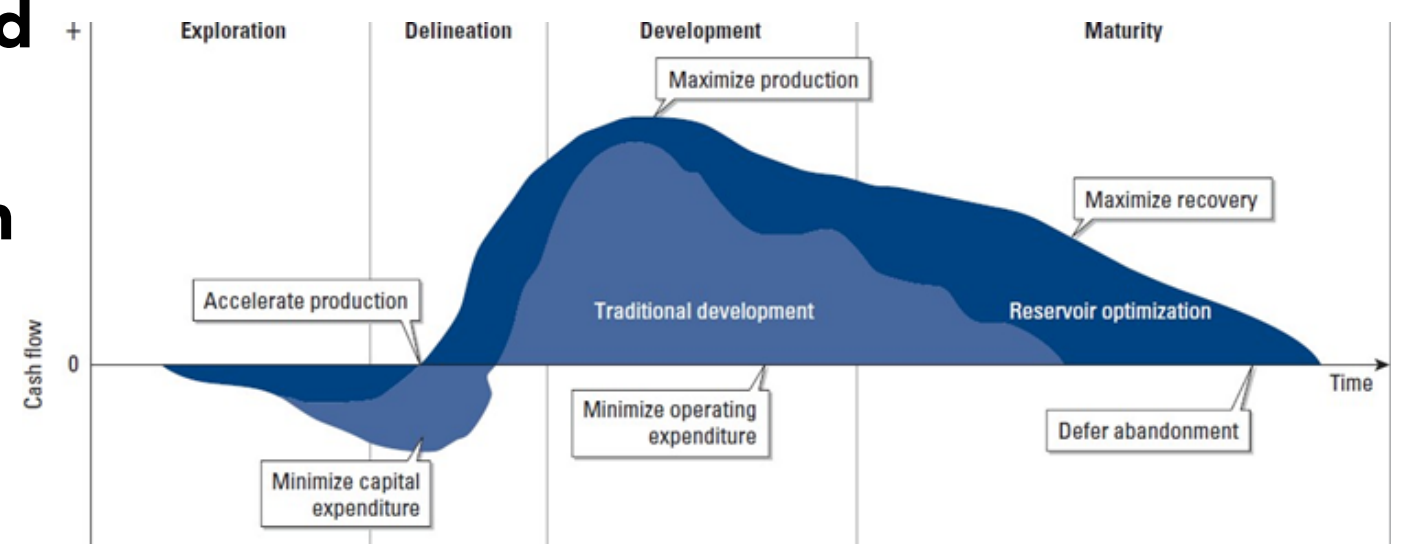 d
n
+
Exploration
Delineation
Development
Maturity
Maximize production
Maximize recovery
Accelerate production
Traditional development
Reservoir optimization
Cash flow
0
Time
Minimize operating
expenditure
Defer abandonment
Minimize capital
expenditure